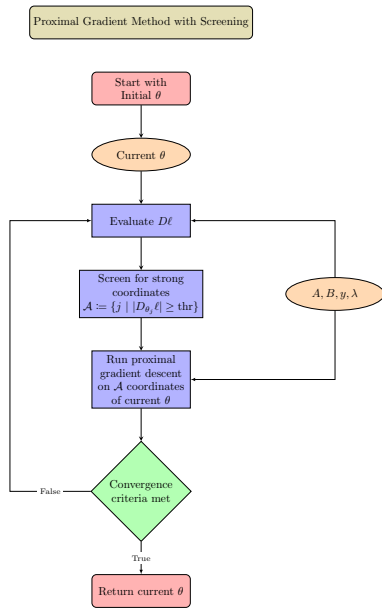 Proximal Gradient Method with Screening
Start with
Initial θ
Current θ
Evaluate Dℓ
Screen for strong
coordinates
𝒜 ≔ {j | |D_{θ_j} ℓ| ≥ thr}
A, B, y, λ
Run proximal
gradient descent
on 𝒜 coordinates
of current θ
Convergence
criteria met
False
True
Return current θ